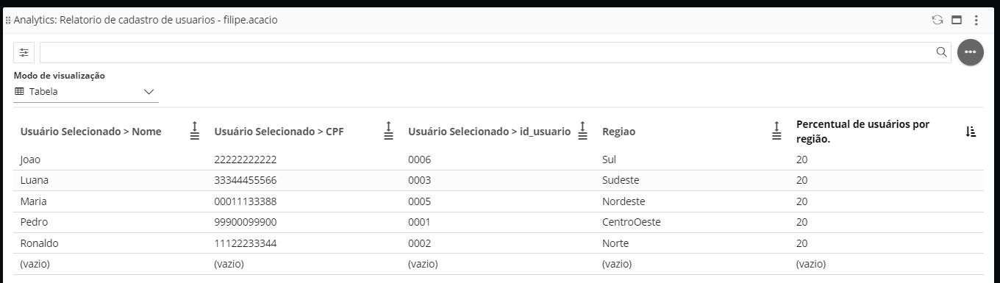 Analytics: Relatorio de cadastro de usuarios - filipe.acacio
Modo de visualização
Tabela
Usuário Selecionado > Nome Usuário Selecionado > CPF Usuário Selecionado > id_usuario Regiao Percentual de usuários por região.
Joao 22222222222 0006 Sul 20
Luana 33344455566 0003 Sudeste 20
Maria 00011133388 0005 Nordeste 20
Pedro 99900099900 0001 CentroOeste 20
Ronaldo 11122233344 0002 Norte 20
(vazio) (vazio) (vazio) (vazio) (vazio)